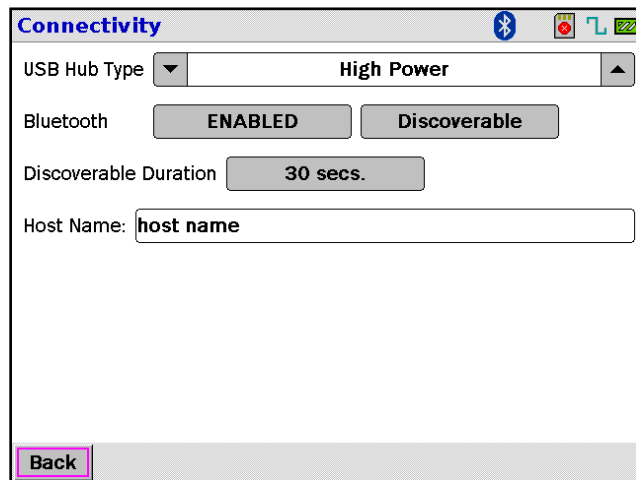 Connectivity
USB Hub Type High Power
Bluetooth ENABLED Discoverable
Discoverable Duration 30 secs.
Host Name: host name
Back